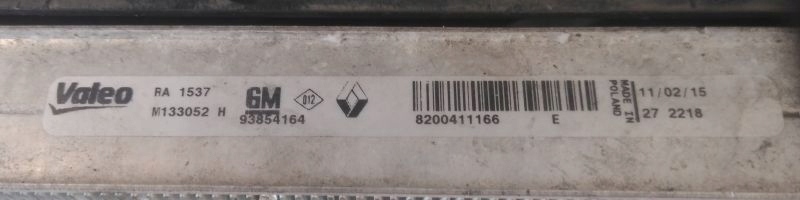 Valeo
RA 1537
M133052 H
GM
93854164
012
8200411166 E
MADE IN
POLAND
11/02/15
27 2218